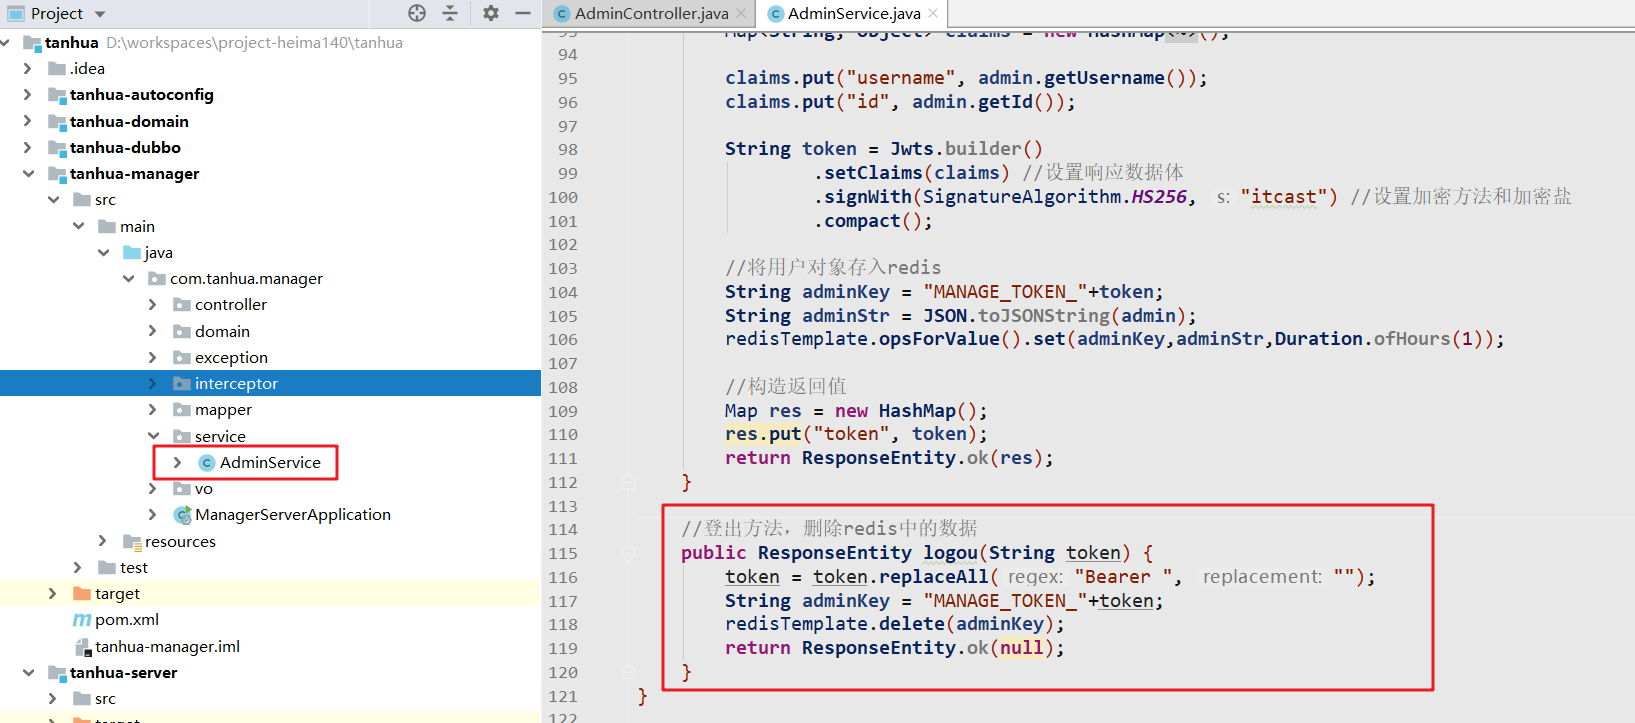 Project
tanhua D:\workspaces\project-heima140\tanhua
.idea
tanhua-autoconfig
tanhua-domain
tanhua-dubbo
tanhua-manager
src
main
java
com.tanhua.manager
controller
domain
exception
interceptor
mapper
service
AdminService
vo
ManagerServerApplication
resources
test
target
pom.xml
tanhua-manager.iml
tanhua-server
src
target
AdminController.java
AdminService.java
93 Map<String, Object> claims = new HashMap<~>();
94
95 claims.put("username", admin.getUsername());
96 claims.put("id", admin.getId());
97
98 String token = Jwts.builder()
99 .setClaims(claims) //设置响应数据体
100 .signWith(SignatureAlgorithm.HS256, s: "itcast") //设置加密方法和加密盐
101 .compact();
102
103 //将用户对象存入redis
104 String adminKey = "MANAGE_TOKEN_"+token;
105 String adminStr = JSON.toJSONString(admin);
106 redisTemplate.opsForValue().set(adminKey,adminStr,Duration.ofHours(1));
107
108 //构造返回值
109 Map res = new HashMap();
110 res.put("token", token);
111 return ResponseEntity.ok(res);
112 }
113
114 //登出方法，删除redis中的数据
115 public ResponseEntity logou(String token) {
116 token = token.replaceAll( regex: "Bearer ", replacement: "");
117 String adminKey = "MANAGE_TOKEN_"+token;
118 redisTemplate.delete(adminKey);
119 return ResponseEntity.ok(null);
120 }
121 }
122